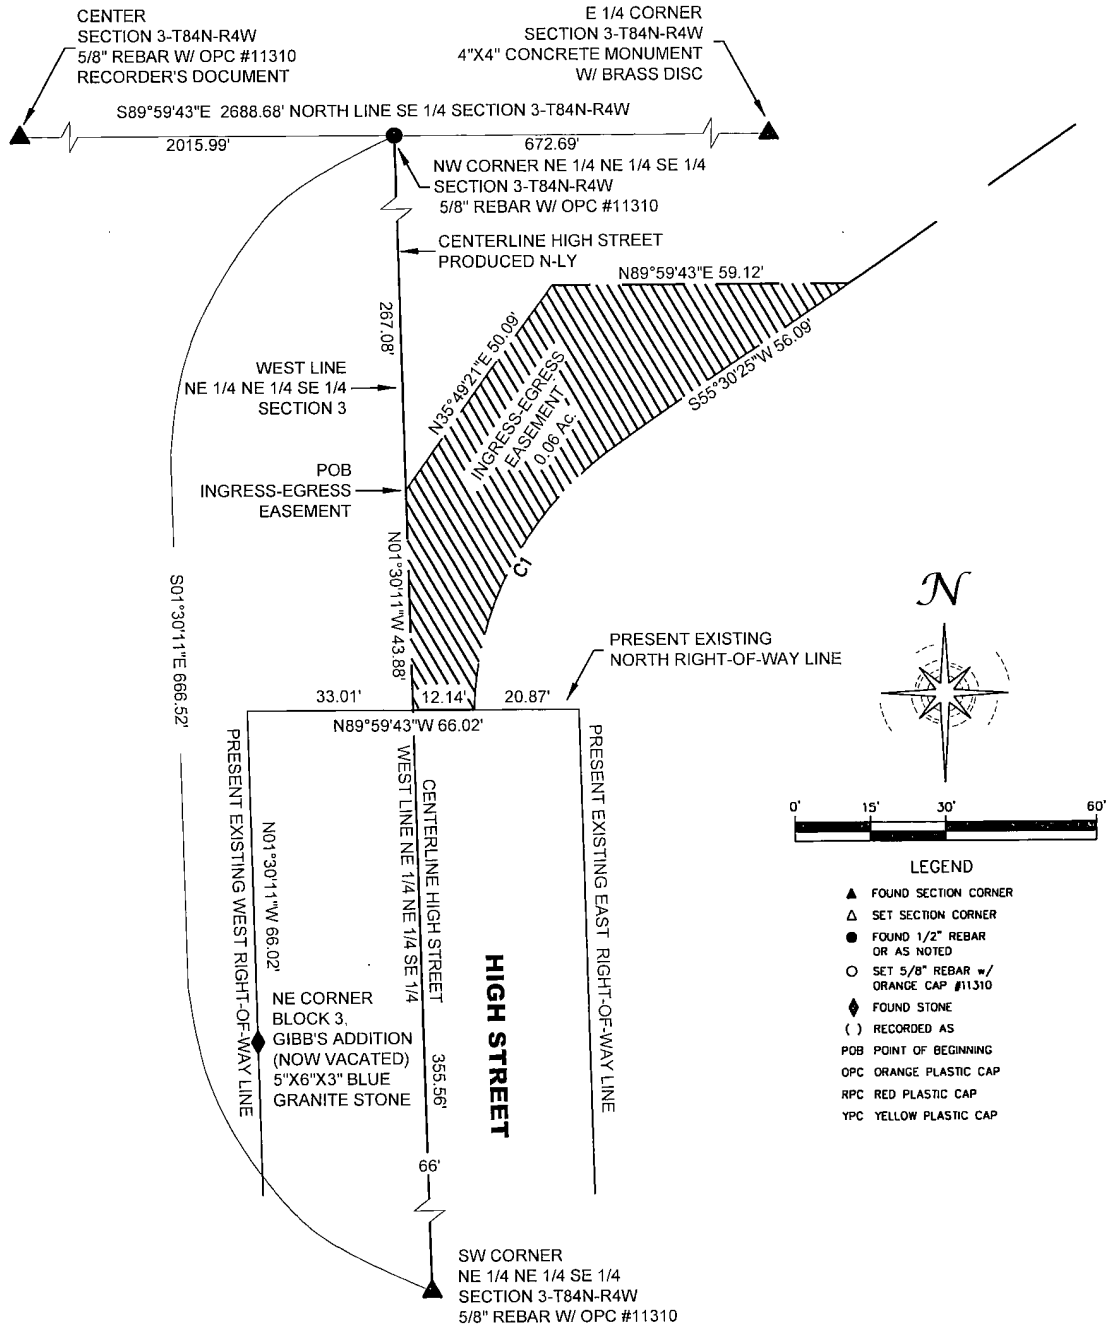 CENTER
SECTION 3-T84N-R4W
5/8" REBAR W/ OPC #11310
RECORDER'S DOCUMENT
E 1/4 CORNER
SECTION 3-T84N-R4W
4"X4" CONCRETE MONUMENT
W/ BRASS DISC
S89°59'43"E 2688.68' NORTH LINE SE 1/4 SECTION 3-T84N-R4W
2015.99'
672.69'
NW CORNER NE 1/4 NE 1/4 SE 1/4
SECTION 3-T84N-R4W
5/8" REBAR W/ OPC #11310
CENTERLINE HIGH STREET
PRODUCED N-LY
N89°59'43"E 59.12'
267.08'
N35°49'21"E 50.09'
S55°30'25"W 56.09'
WEST LINE
NE 1/4 NE 1/4 SE 1/4
SECTION 3
INGRESS-EGRESS
EASEMENT
0.06 Ac.
POB
INGRESS-EGRESS
EASEMENT
N01°30'11"W 43.88'
C1
S01°30'11"E 666.52'
PRESENT EXISTING
NORTH RIGHT-OF-WAY LINE
N
33.01'
12.14'
20.87'
N89°59'43"W 66.02'
PRESENT EXISTING WEST RIGHT-OF-WAY LINE
N01°30'11"W 66.02'
WEST LINE NE 1/4 NE 1/4 SE 1/4
CENTERLINE HIGH STREET
355.56'
HIGH STREET
PRESENT EXISTING EAST RIGHT-OF-WAY LINE
0'
15'
30'
60'
NE CORNER
BLOCK 3,
GIBB'S ADDITION
(NOW VACATED)
5"X6"X3" BLUE
GRANITE STONE
66'
LEGEND
FOUND SECTION CORNER
SET SECTION CORNER
FOUND 1/2" REBAR
OR AS NOTED
SET 5/8" REBAR w/
ORANGE CAP #11310
FOUND STONE
( ) RECORDED AS
POB POINT OF BEGINNING
OPC ORANGE PLASTIC CAP
RPC RED PLASTIC CAP
YPC YELLOW PLASTIC CAP
SW CORNER
NE 1/4 NE 1/4 SE 1/4
SECTION 3-T84N-R4W
5/8" REBAR W/ OPC #11310